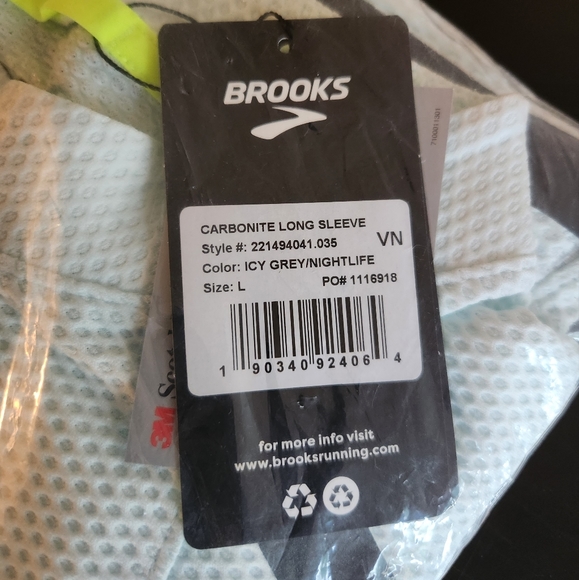 BROOKS
CARBONITE LONG SLEEVE
Style #: 221494041.035
VN
Color: ICY GREY/NIGHTLIFE
Size: L
PO# 1116918
1 90340 92406 4
for more info visit
www.brooksrunning.com
3M